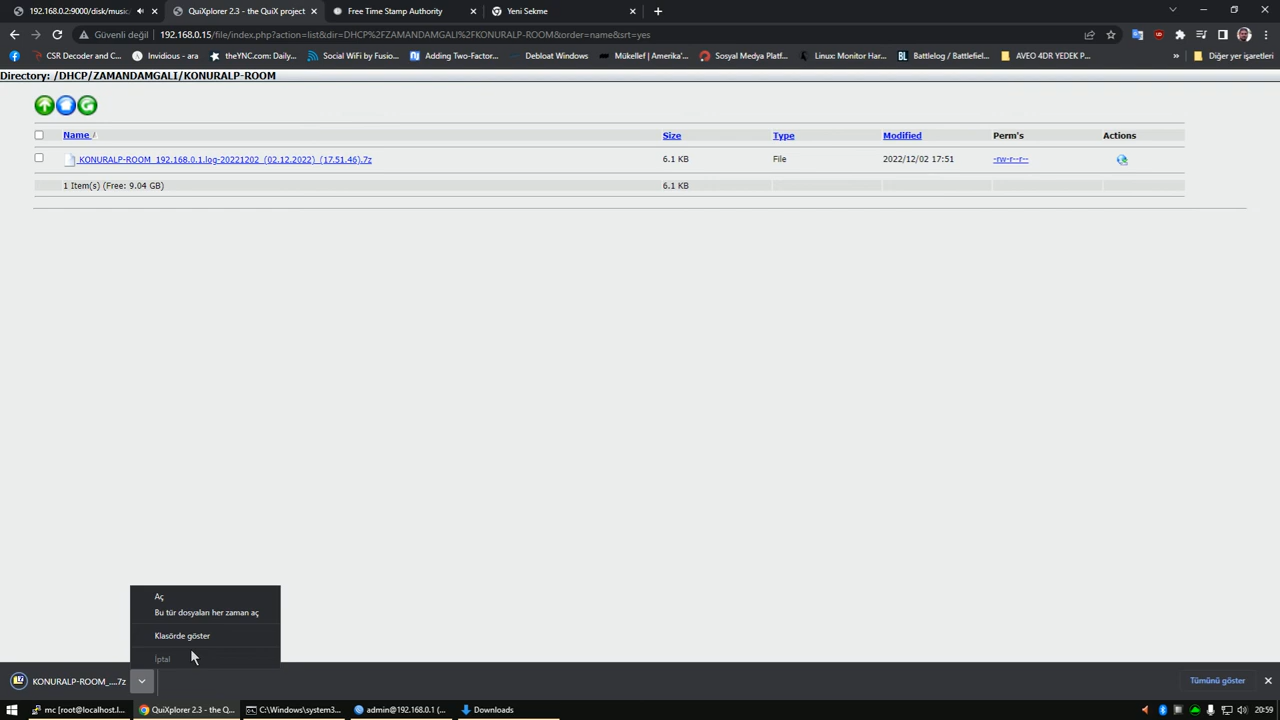 192.168.0.2:9000/disk/music
QuiXplorer 2.3 - the QuiX project
Free Time Stamp Authority
Yeni Sekme
Güvenli değil
192.168.0.15/file/index.php?action=list&dir=DHCP%2FZAMANDAMGALI%2FKONURALP-ROOM&order=name&srt=yes
CSR Decoder and C...
Invidious - ara
theYNC.com: Daily...
Social WiFi by Fusio...
Adding Two-Factor...
Debloat Windows
Mükellef | Amerika'...
Sosyal Medya Platf...
Linux: Monitor Har...
BL
Battlelog / Battlefiel...
AVEO 4DR YEDEK P...
»
Diğer yer işaretleri
Directory: /DHCP/ZAMANDAMGALI/KONURALP-ROOM
Name
Size
Type
Modified
Perm's
Actions
KONURALP-ROOM_192.168.0.1.log-20221202_(02.12.2022)_(17.51.46).7z
6.1 KB
File
2022/12/02 17:51
-rw-r--r--
1 Item(s) (Free: 9.04 GB)
6.1 KB
Aç
Bu tür dosyaları her zaman aç
Klasörde göster
İptal
KONURALP-ROOM_....7z
Tümünü göster
mc [root@localhost.l...
QuiXplorer 2.3 - the Q...
C:\Windows\system3...
admin@192.168.0.1 (...
Downloads
20:59